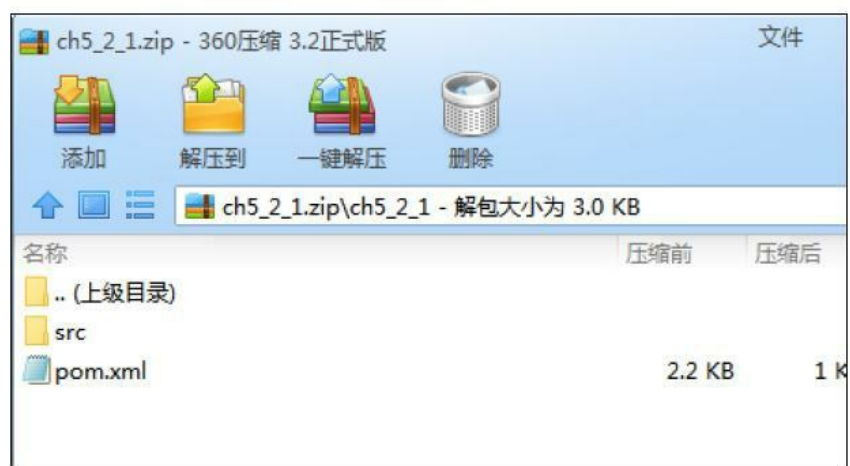 ch5_2_1.zip - 360压缩 3.2正式版 文件
添加 解压到 一键解压 删除
ch5_2_1.zip\ch5_2_1 - 解包大小为 3.0 KB
名称 压缩前 压缩后
.. (上级目录)
src
pom.xml 2.2 KB 1 K